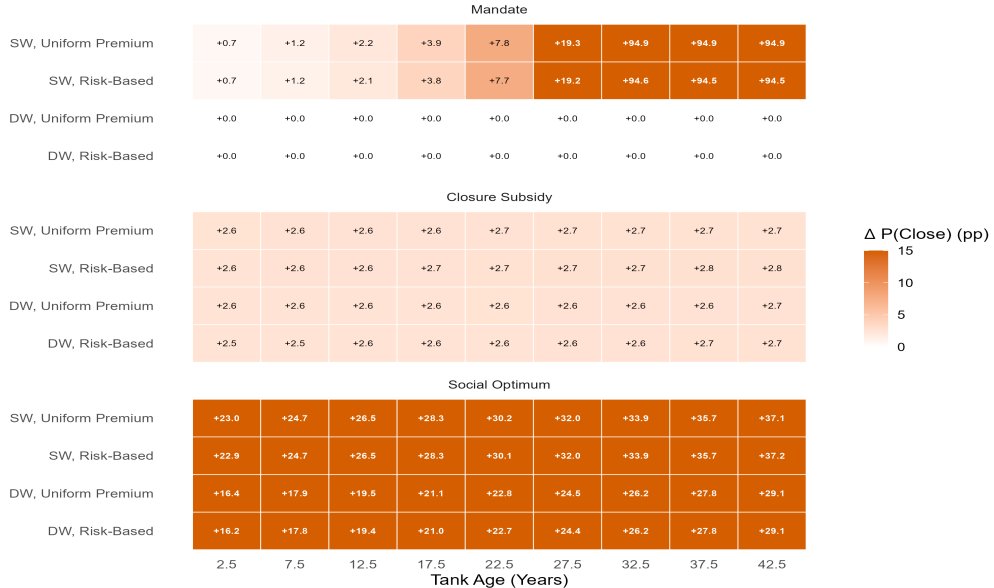 Mandate
SW, Uniform Premium +0.7 +1.2 +2.2 +3.9 +7.8 +19.3 +94.9 +94.9 +94.9
SW, Risk-Based +0.7 +1.2 +2.1 +3.8 +7.7 +19.2 +94.6 +94.5 +94.5
DW, Uniform Premium +0.0 +0.0 +0.0 +0.0 +0.0 +0.0 +0.0 +0.0 +0.0
DW, Risk-Based +0.0 +0.0 +0.0 +0.0 +0.0 +0.0 +0.0 +0.0 +0.0
Closure Subsidy
SW, Uniform Premium +2.6 +2.6 +2.6 +2.6 +2.7 +2.7 +2.7 +2.7 +2.7
SW, Risk-Based +2.6 +2.6 +2.6 +2.7 +2.7 +2.7 +2.7 +2.8 +2.8
DW, Uniform Premium +2.6 +2.6 +2.6 +2.6 +2.6 +2.6 +2.6 +2.6 +2.7
DW, Risk-Based +2.5 +2.5 +2.6 +2.6 +2.6 +2.6 +2.6 +2.7 +2.7
Social Optimum
SW, Uniform Premium +23.0 +24.7 +26.5 +28.3 +30.2 +32.0 +33.9 +35.7 +37.1
SW, Risk-Based +22.9 +24.7 +26.5 +28.3 +30.1 +32.0 +33.9 +35.7 +37.2
DW, Uniform Premium +16.4 +17.9 +19.5 +21.1 +22.8 +24.5 +26.2 +27.8 +29.1
DW, Risk-Based +16.2 +17.8 +19.4 +21.0 +22.7 +24.4 +26.2 +27.8 +29.1
2.5 7.5 12.5 17.5 22.5 27.5 32.5 37.5 42.5
Tank Age (Years)
Δ P(Close) (pp)
15
10
5
0